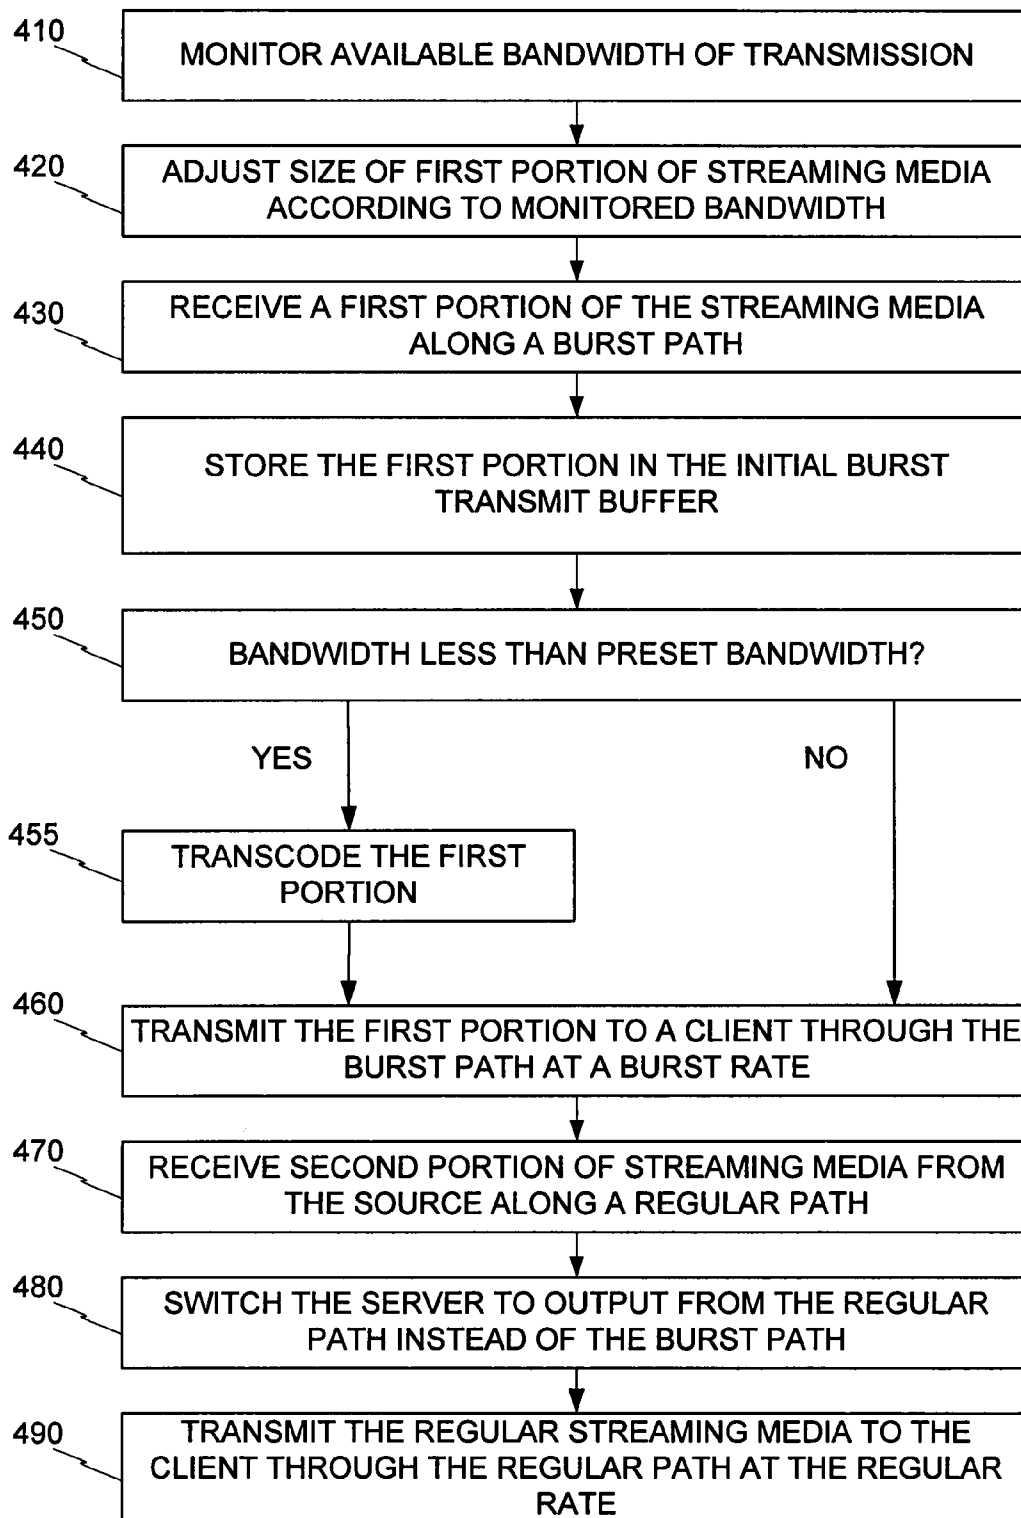 410
MONITOR AVAILABLE BANDWIDTH OF TRANSMISSION
420
ADJUST SIZE OF FIRST PORTION OF STREAMING MEDIA
ACCORDING TO MONITORED BANDWIDTH
430
RECEIVE A FIRST PORTION OF THE STREAMING MEDIA
ALONG A BURST PATH
440
STORE THE FIRST PORTION IN THE INITIAL BURST
TRANSMIT BUFFER
450
BANDWIDTH LESS THAN PRESET BANDWIDTH?
YES
NO
455
TRANSCODE THE FIRST
PORTION
460
TRANSMIT THE FIRST PORTION TO A CLIENT THROUGH THE
BURST PATH AT A BURST RATE
470
RECEIVE SECOND PORTION OF STREAMING MEDIA FROM
THE SOURCE ALONG A REGULAR PATH
480
SWITCH THE SERVER TO OUTPUT FROM THE REGULAR
PATH INSTEAD OF THE BURST PATH
490
TRANSMIT THE REGULAR STREAMING MEDIA TO THE
CLIENT THROUGH THE REGULAR PATH AT THE REGULAR
RATE